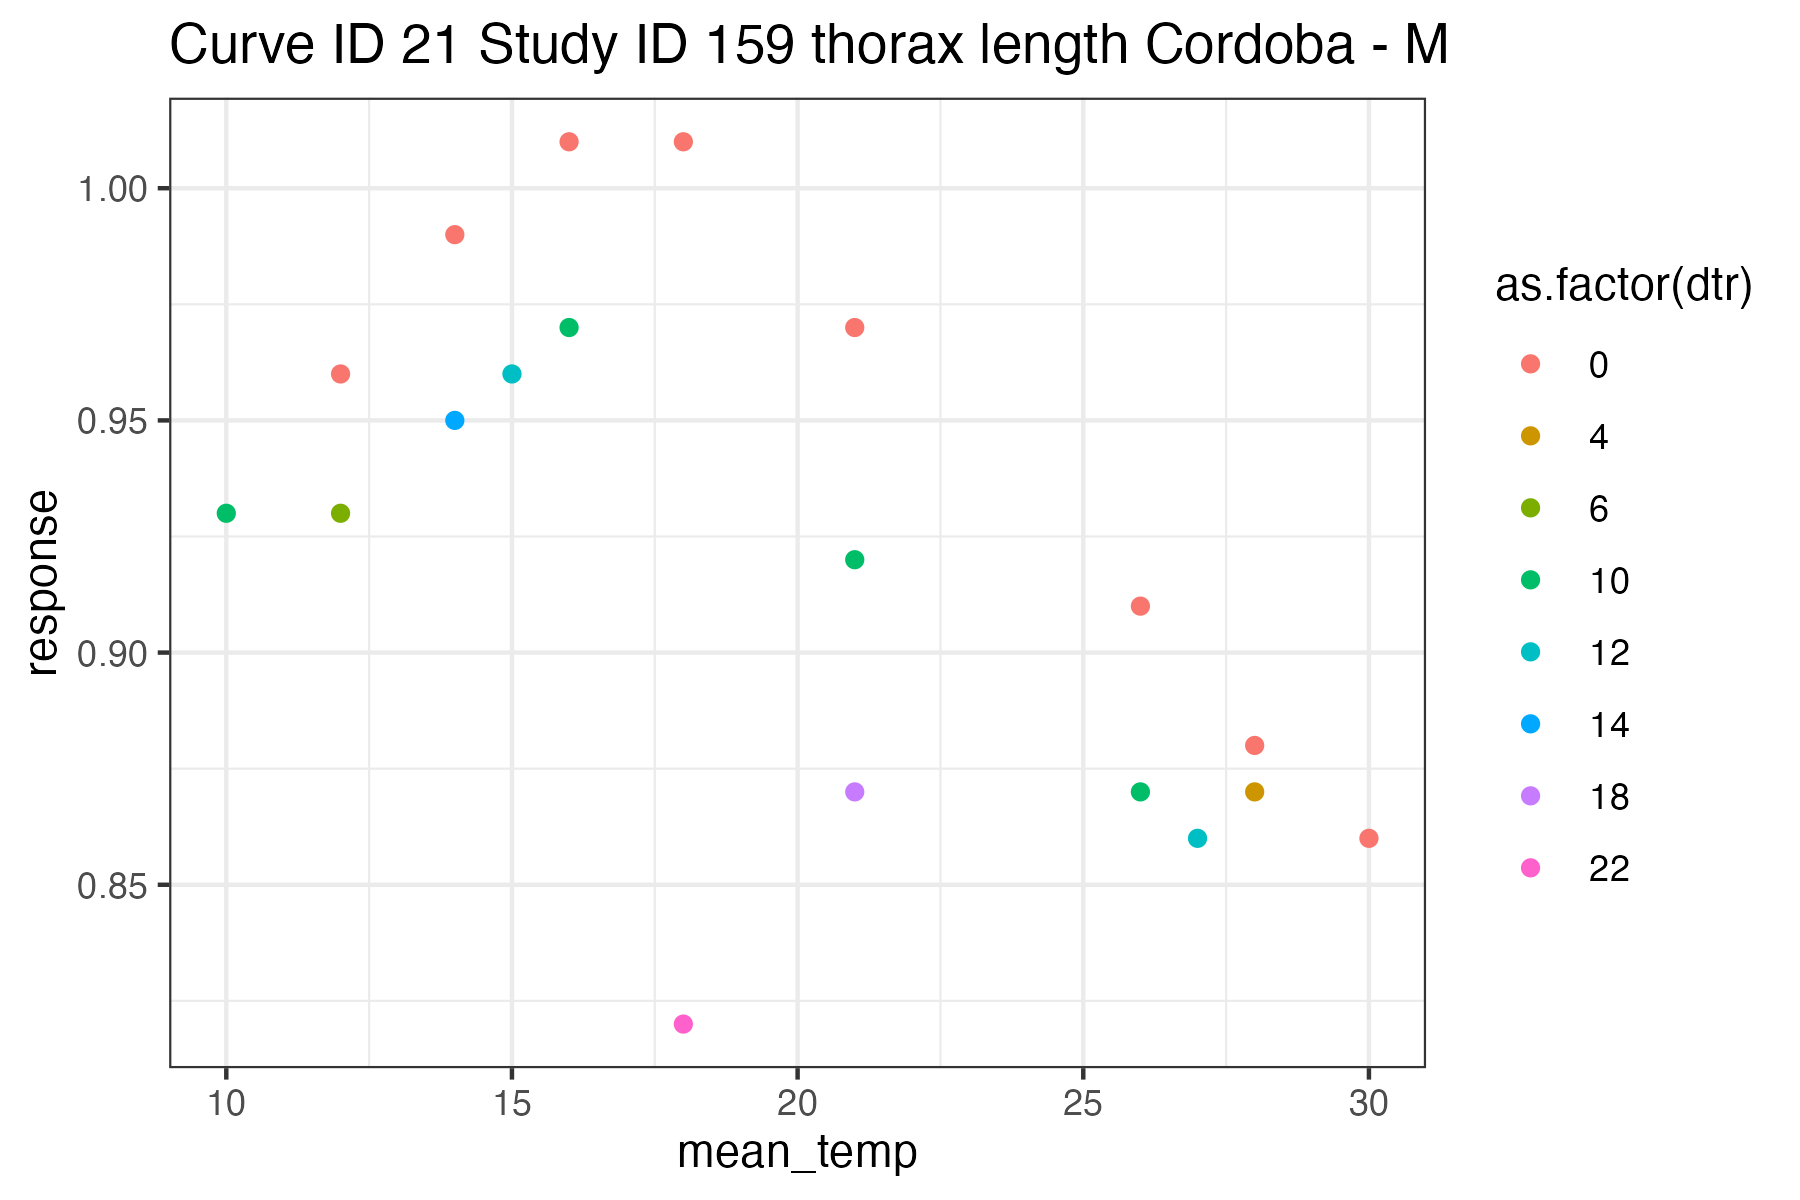 Curve ID 21 Study ID 159 thorax length Cordoba - M
1.00
0.95
0.90
0.85
response
10 15 20 25 30
mean_temp
as.factor(dtr)
0
4
6
10
12
14
18
22